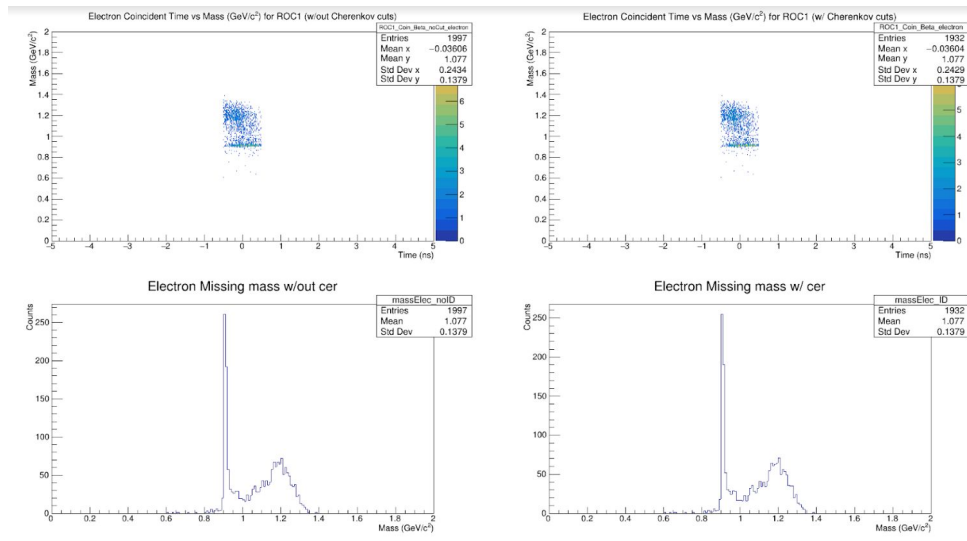 Electron Coincident Time vs Mass (GeV/c²) for ROC1 (w/out Cherenkov cuts)
ROC1_Coin_Beta_noCut_electron
Entries 1997
Mean x −0.03606
Mean y 1.077
Std Dev x 0.2434
Std Dev y 0.1379
Mass (GeV/c²)
2
1.8
1.6
1.4
1.2
1
0.8
0.6
0.4
0.2
0
−5 −4 −3 −2 −1 0 1 2 3 4 5
Time (ns)
6
5
4
3
2
1
0
Electron Coincident Time vs Mass (GeV/c²) for ROC1 (w/ Cherenkov cuts)
ROC1_Coin_Beta_electron
Entries 1932
Mean x −0.03604
Mean y 1.077
Std Dev x 0.2429
Std Dev y 0.1379
Mass (GeV/c²)
2
1.8
1.6
1.4
1.2
1
0.8
0.6
0.4
0.2
0
−5 −4 −3 −2 −1 0 1 2 3 4 5
Time (ns)
6
5
4
3
2
1
0
Electron Missing mass w/out cer
massElec_noID
Entries 1997
Mean 1.077
Std Dev 0.1379
Counts
250
200
150
100
50
0
0 0.2 0.4 0.6 0.8 1 1.2 1.4 1.6 1.8 2
Mass (GeV/c²)
Electron Missing mass w/ cer
massElec_ID
Entries 1932
Mean 1.077
Std Dev 0.1379
Counts
250
200
150
100
50
0
0 0.2 0.4 0.6 0.8 1 1.2 1.4 1.6 1.8 2
Mass (GeV/c²)